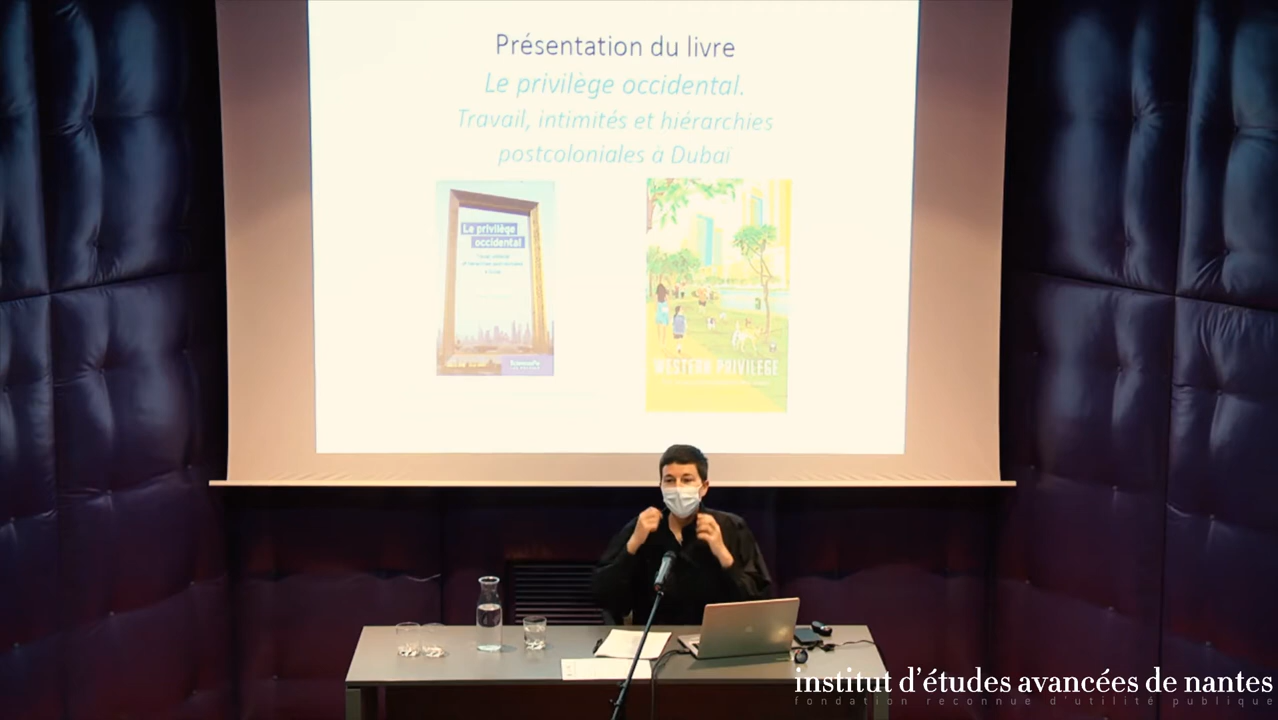 Présentation du livre
Le privilège occidental.
Travail, intimités et hiérarchies
postcoloniales à Dubaï
Le privilège
occidental
WESTERN PRIVILEGE
institut d'études avancées de nantes
fondation reconnue d'utilité publique